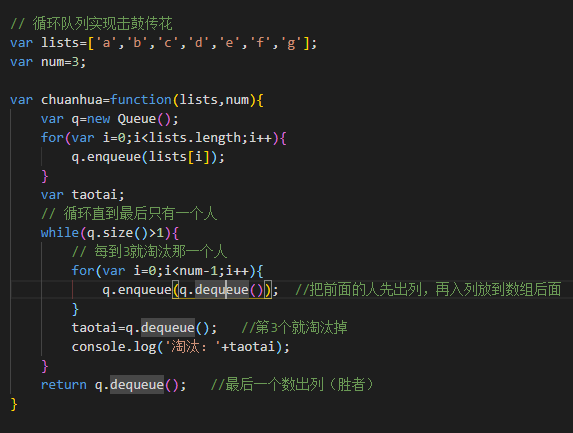 // 循环队列实现击鼓传花
var lists=['a','b','c','d','e','f','g'];
var num=3;
var chuanhua=function(lists,num){
var q=new Queue();
for(var i=0;i<lists.length;i++){
q.enqueue(lists[i]);
}
var taotai;
// 循环直到最后只有一个人
while(q.size()>1){
// 每到3就淘汰那一个人
for(var i=0;i<num-1;i++){
q.enqueue(q.dequeue()); //把前面的人先出列，再入列放到数组后面
}
taotai=q.dequeue(); //第3个就淘汰掉
console.log('淘汰：'+taotai);
}
return q.dequeue(); //最后一个数出列（胜者）
}